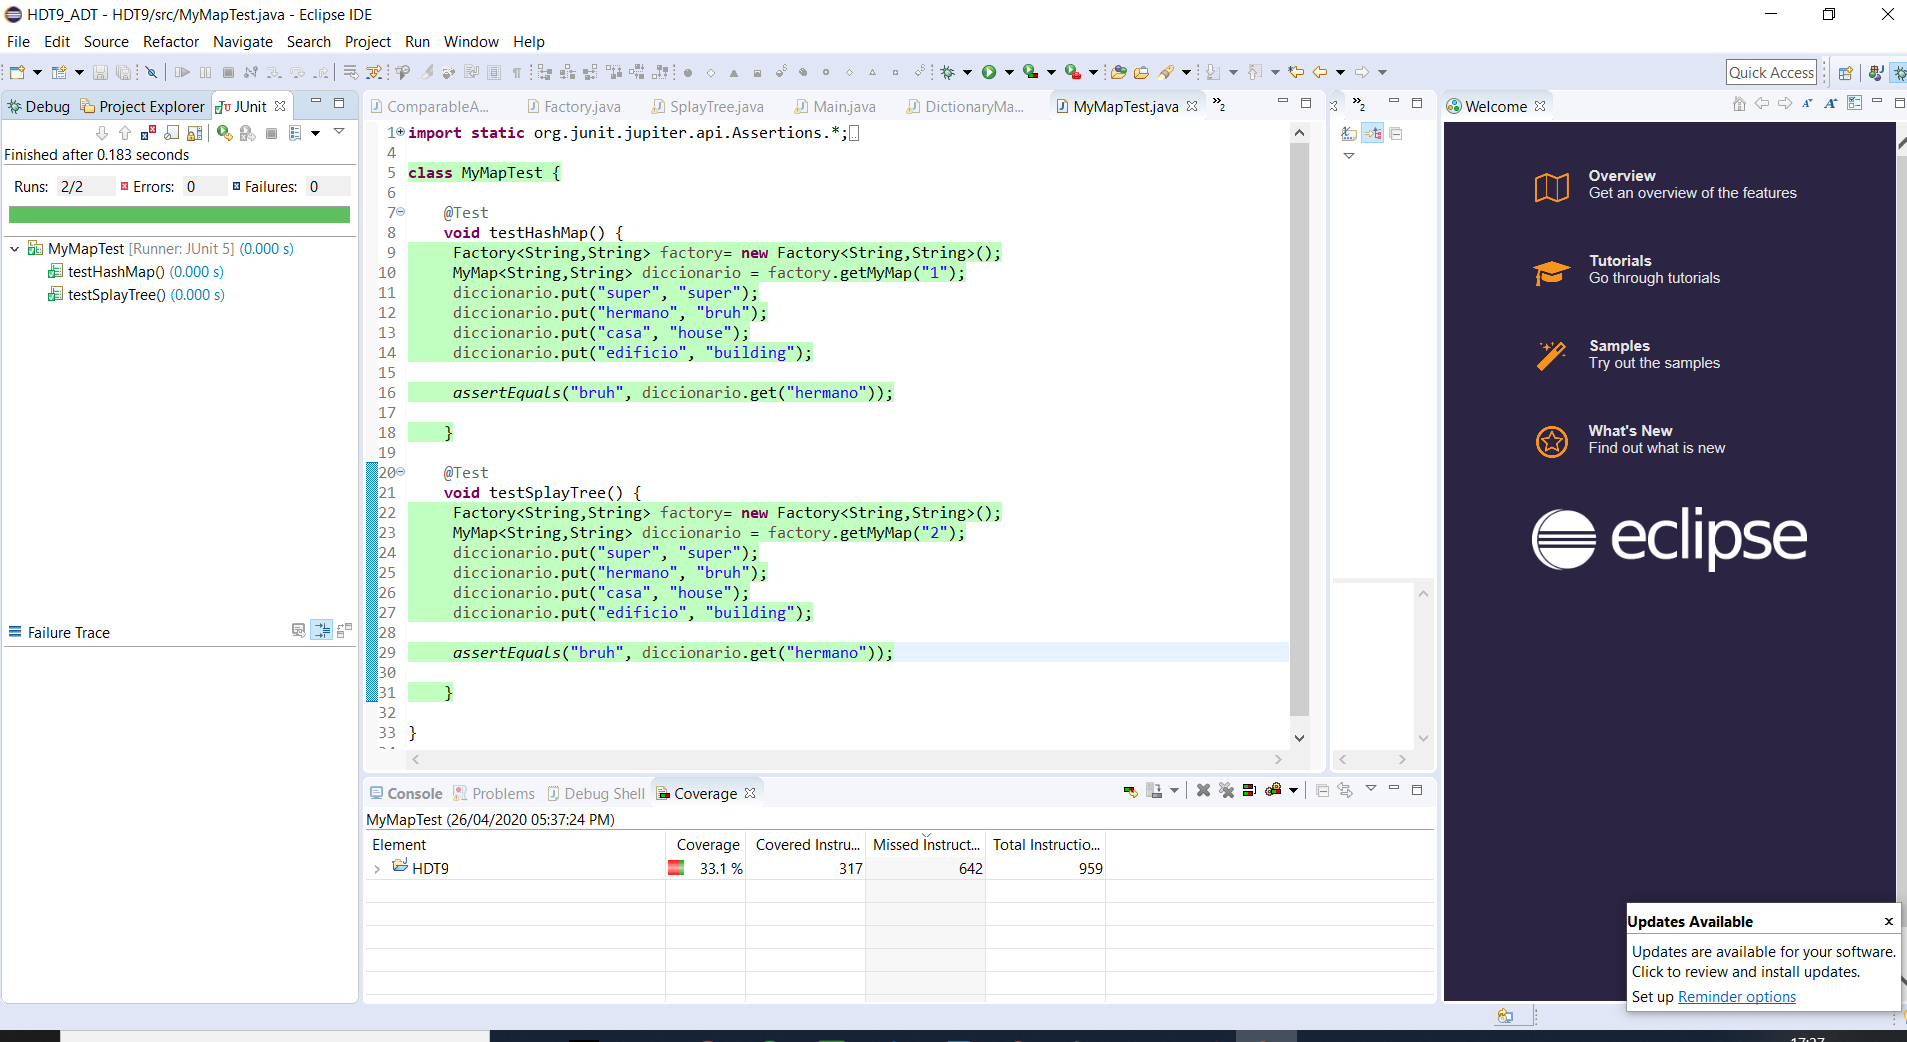 HDT9_ADT - HDT9/src/MyMapTest.java - Eclipse IDE
File Edit Source Refactor Navigate Search Project Run Window Help
Quick Access
Debug Project Explorer JUnit
Finished after 0.183 seconds
Runs: 2/2 Errors: 0 Failures: 0
MyMapTest [Runner: JUnit 5] (0.000 s)
testHashMap() (0.000 s)
testSplayTree() (0.000 s)
Failure Trace
ComparableA... Factory.java SplayTree.java Main.java DictionaryMa... MyMapTest.java »2
1 import static org.junit.jupiter.api.Assertions.*;
4
5 class MyMapTest {
6
7 @Test
8 void testHashMap() {
9 Factory<String,String> factory= new Factory<String,String>();
10 MyMap<String,String> diccionario = factory.getMyMap("1");
11 diccionario.put("super", "super");
12 diccionario.put("hermano", "bruh");
13 diccionario.put("casa", "house");
14 diccionario.put("edificio", "building");
15
16 assertEquals("bruh", diccionario.get("hermano"));
17
18 }
19
20 @Test
21 void testSplayTree() {
22 Factory<String,String> factory= new Factory<String,String>();
23 MyMap<String,String> diccionario = factory.getMyMap("2");
24 diccionario.put("super", "super");
25 diccionario.put("hermano", "bruh");
26 diccionario.put("casa", "house");
27 diccionario.put("edificio", "building");
28
29 assertEquals("bruh", diccionario.get("hermano"));
30
31 }
32
33 }
»2
Console Problems Debug Shell Coverage
MyMapTest (26/04/2020 05:37:24 PM)
Element Coverage Covered Instru... Missed Instruct... Total Instructio...
HDT9 33.1 % 317 642 959
Welcome
Overview
Get an overview of the features
Tutorials
Go through tutorials
Samples
Try out the samples
What's New
Find out what is new
eclipse
Updates Available x
Updates are available for your software.
Click to review and install updates.
Set up Reminder options